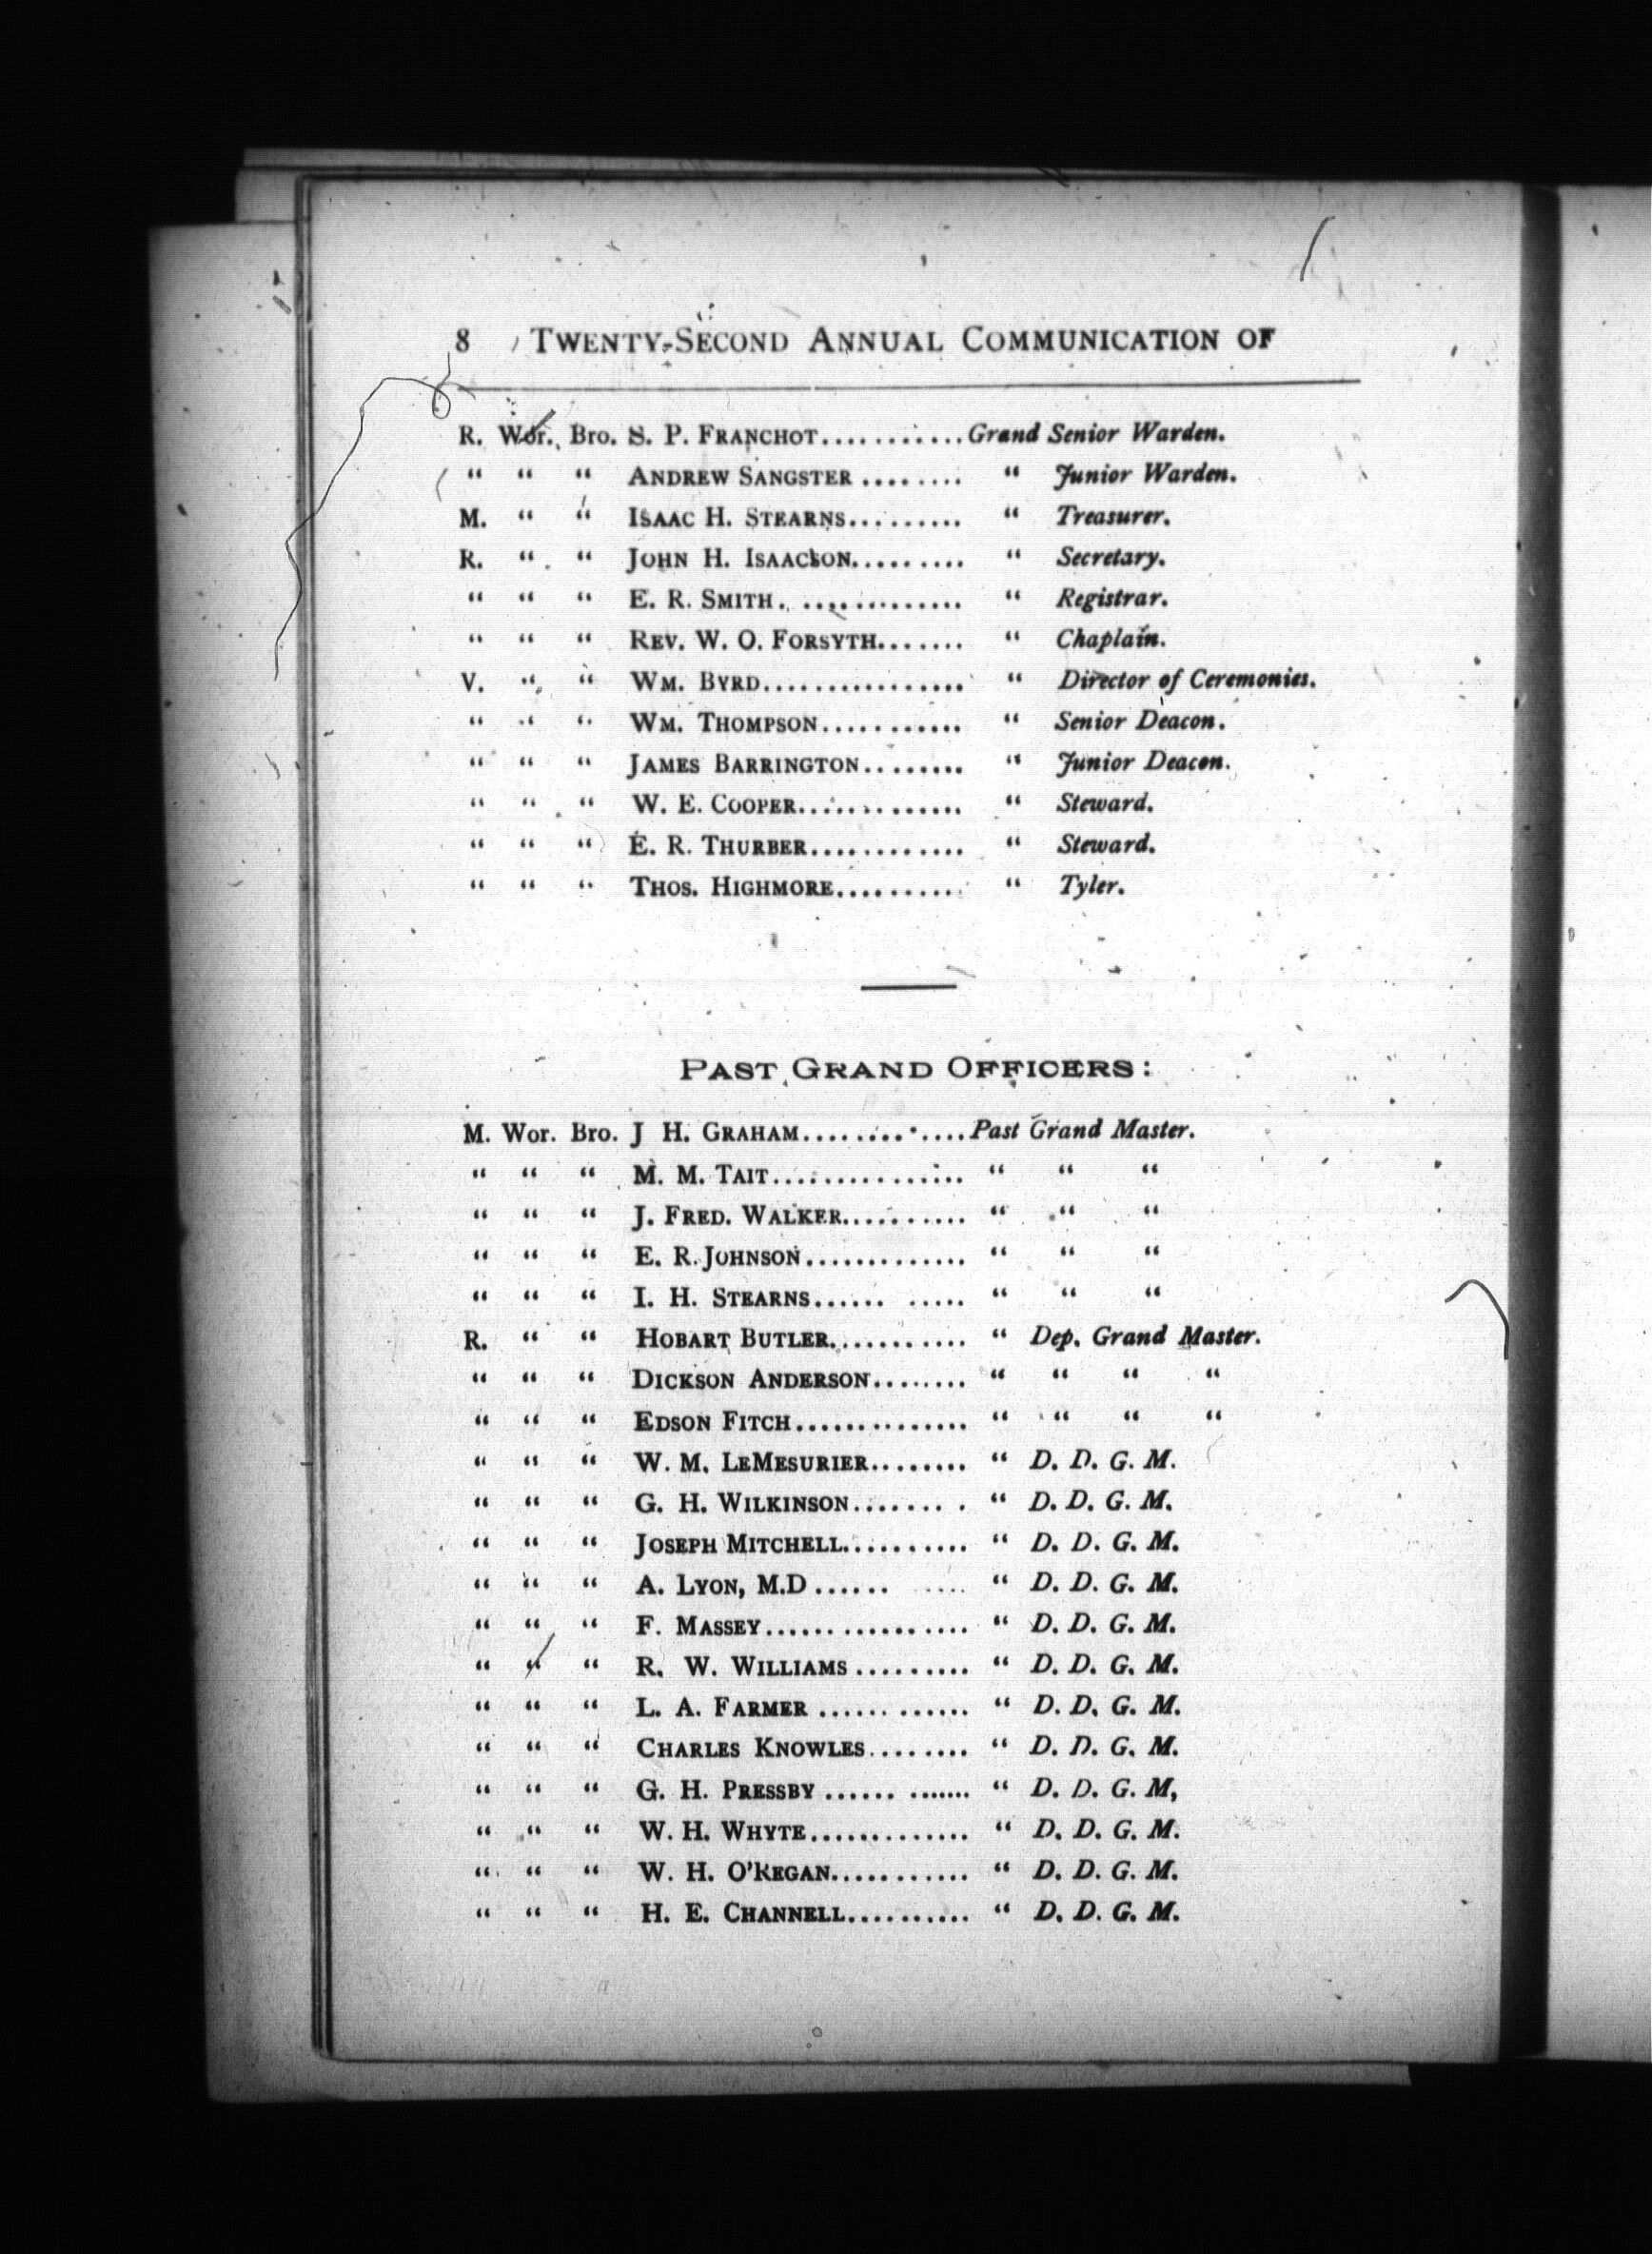 8 TWENTY-SECOND ANNUAL COMMUNICATION OF
R. Wor. Bro. S. P. FRANCHOT............Grand Senior Warden.
" " " ANDREW SANGSTER ........ " Junior Warden.
M. " " ISAAC H. STEARNS......... " Treasurer.
R. " " JOHN H. ISAACSON......... " Secretary.
" " " E. R. SMITH. ............. " Registrar.
" " " REV. W. O. FORSYTH....... " Chaplain.
V. " " WM. BYRD................ " Director of Ceremonies.
" " " WM. THOMPSON........... " Senior Deacon.
" " " JAMES BARRINGTON........ " Junior Deacon.
" " " W. E. COOPER............. " Steward.
" " " E. R. THURBER............ " Steward.
" " " THOS. HIGHMORE.......... " Tyler.
PAST GRAND OFFICERS:
M. Wor. Bro. J H. GRAHAM.............Past Grand Master.
" " " M. M. TAIT............... " " "
" " " J. FRED. WALKER.......... " " "
" " " E. R. JOHNSON............. " " "
" " " I. H. STEARNS...... ..... " " "
R. " " HOBART BUTLER........... " Dep. Grand Master.
" " " DICKSON ANDERSON........ " " " "
" " " EDSON FITCH.............. " " " "
" " " W. M. LEMESURIER........ " D. D. G. M.
" " " G. H. WILKINSON....... . " D. D. G. M.
" " " JOSEPH MITCHELL.......... " D. D. G. M.
" " " A. LYON, M.D ...... .... " D. D. G. M.
" " " F. MASSEY................. " D. D. G. M.
" " " R. W. WILLIAMS ......... " D. D. G. M.
" " " L. A. FARMER ...... ...... " D. D. G. M.
" " " CHARLES KNOWLES........ " D. D. G. M.
" " " G. H. PRESSBY ...... ....... " D. D. G. M,
" " " W. H. WHYTE............. " D. D. G. M.
" " " W. H. O'REGAN........... " D. D. G. M.
" " " H. E. CHANNELL.......... " D. D. G. M.